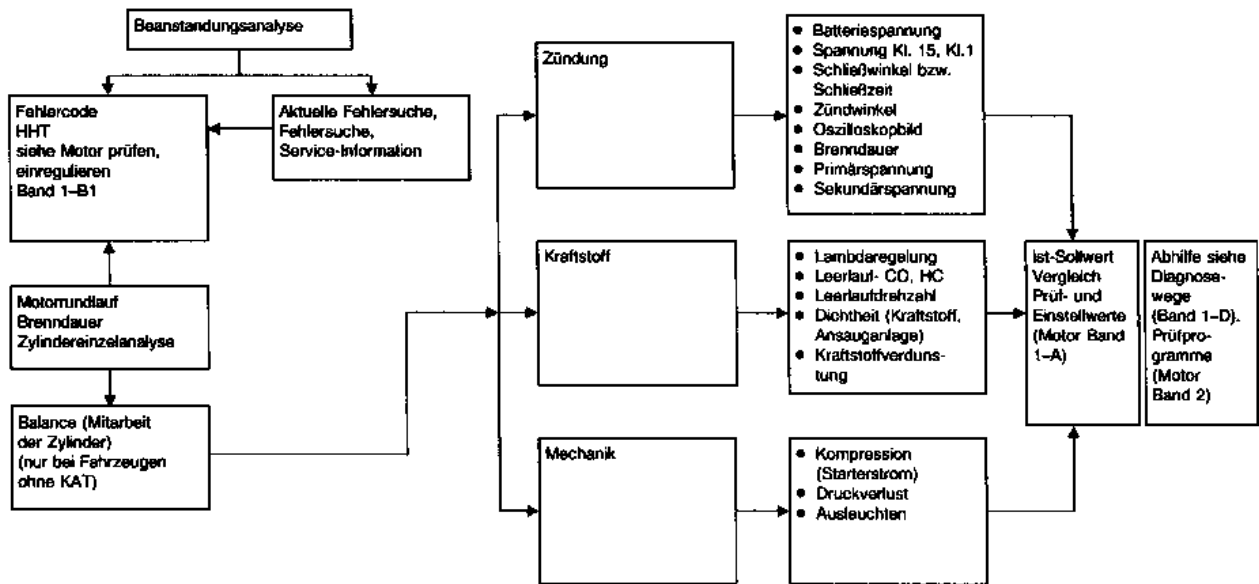 Beanstandungsanalyse
Fehlercode
HHT
siehe Motor prüfen,
einregulieren
Band 1–B1
Aktuelle Fehlersuche,
Fehlersuche,
Service-Information
Motorrundlauf
Brenndauer
Zylindereinzelanalyse
Balance (Mitarbeit
der Zylinder)
(nur bei Fahrzeugen
ohne KAT)
Zündung
• Batteriespannung
• Spannung Kl. 15, Kl.1
• Schließwinkel bzw.
Schließzeit
• Zündwinkel
• Oszilloskopbild
• Brenndauer
• Primärspannung
• Sekundärspannung
Kraftstoff
• Lambdaregelung
• Leerlauf- CO, HC
• Leerlaufdrehzahl
• Dichtheit (Kraftstoff,
Ansauganlage)
• Kraftstoffverduns-
tung
Mechanik
• Kompression
(Starterstrom)
• Druckverlust
• Ausleuchten
Ist-Sollwert
Vergleich
Prüf- und
Einstellwerte
(Motor Band
1–A)
Abhilfe siehe
Diagnose-
wege
(Band 1–D).
Prüfpro-
gramme
(Motor
Band 2)